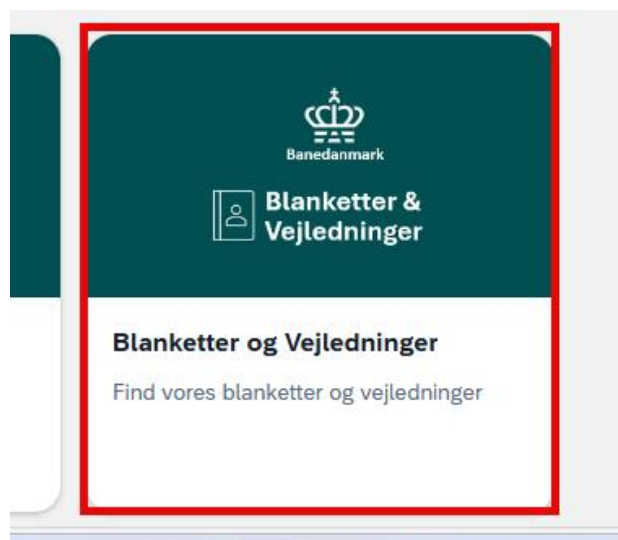 Banedanmark
Blanketter &
Vejledninger
Blanketter og Vejledninger
Find vores blanketter og vejledninger